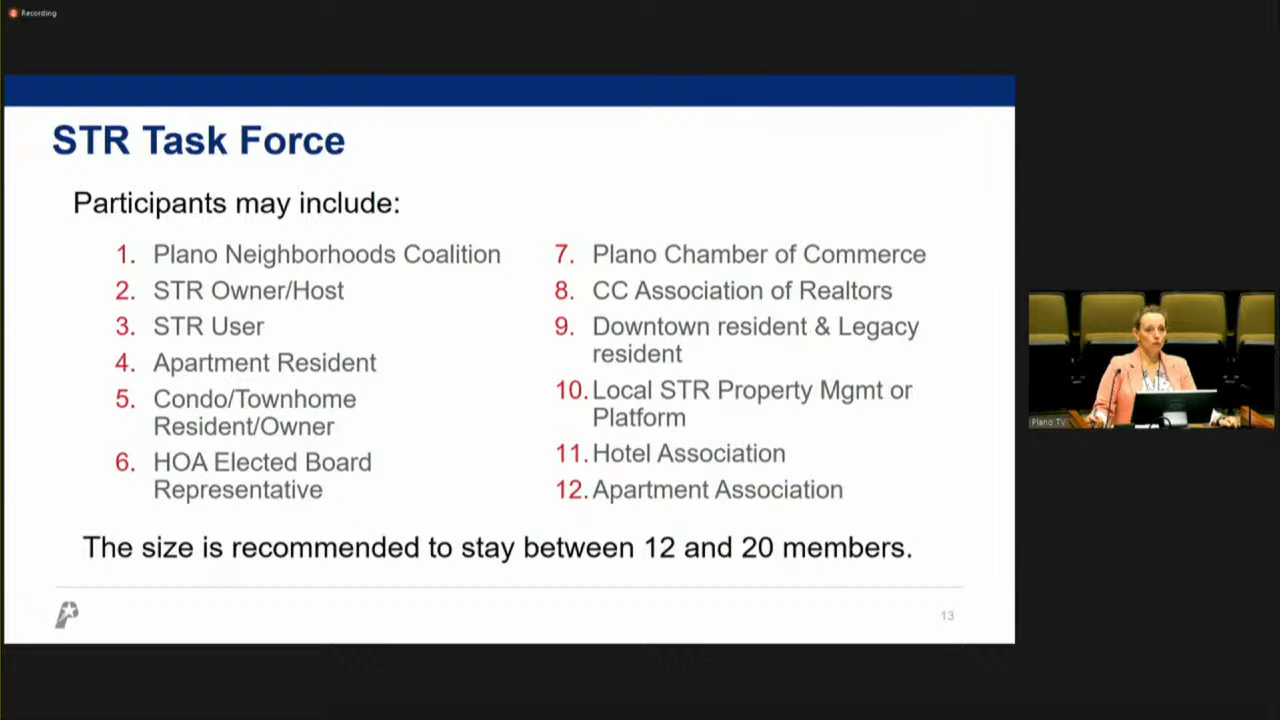 Recording
STR Task Force
Participants may include:
1. Plano Neighborhoods Coalition
2. STR Owner/Host
3. STR User
4. Apartment Resident
5. Condo/Townhome
Resident/Owner
6. HOA Elected Board
Representative
7. Plano Chamber of Commerce
8. CC Association of Realtors
9. Downtown resident & Legacy
resident
10. Local STR Property Mgmt or
Platform
11. Hotel Association
12. Apartment Association
The size is recommended to stay between 12 and 20 members.
13
Plano TV